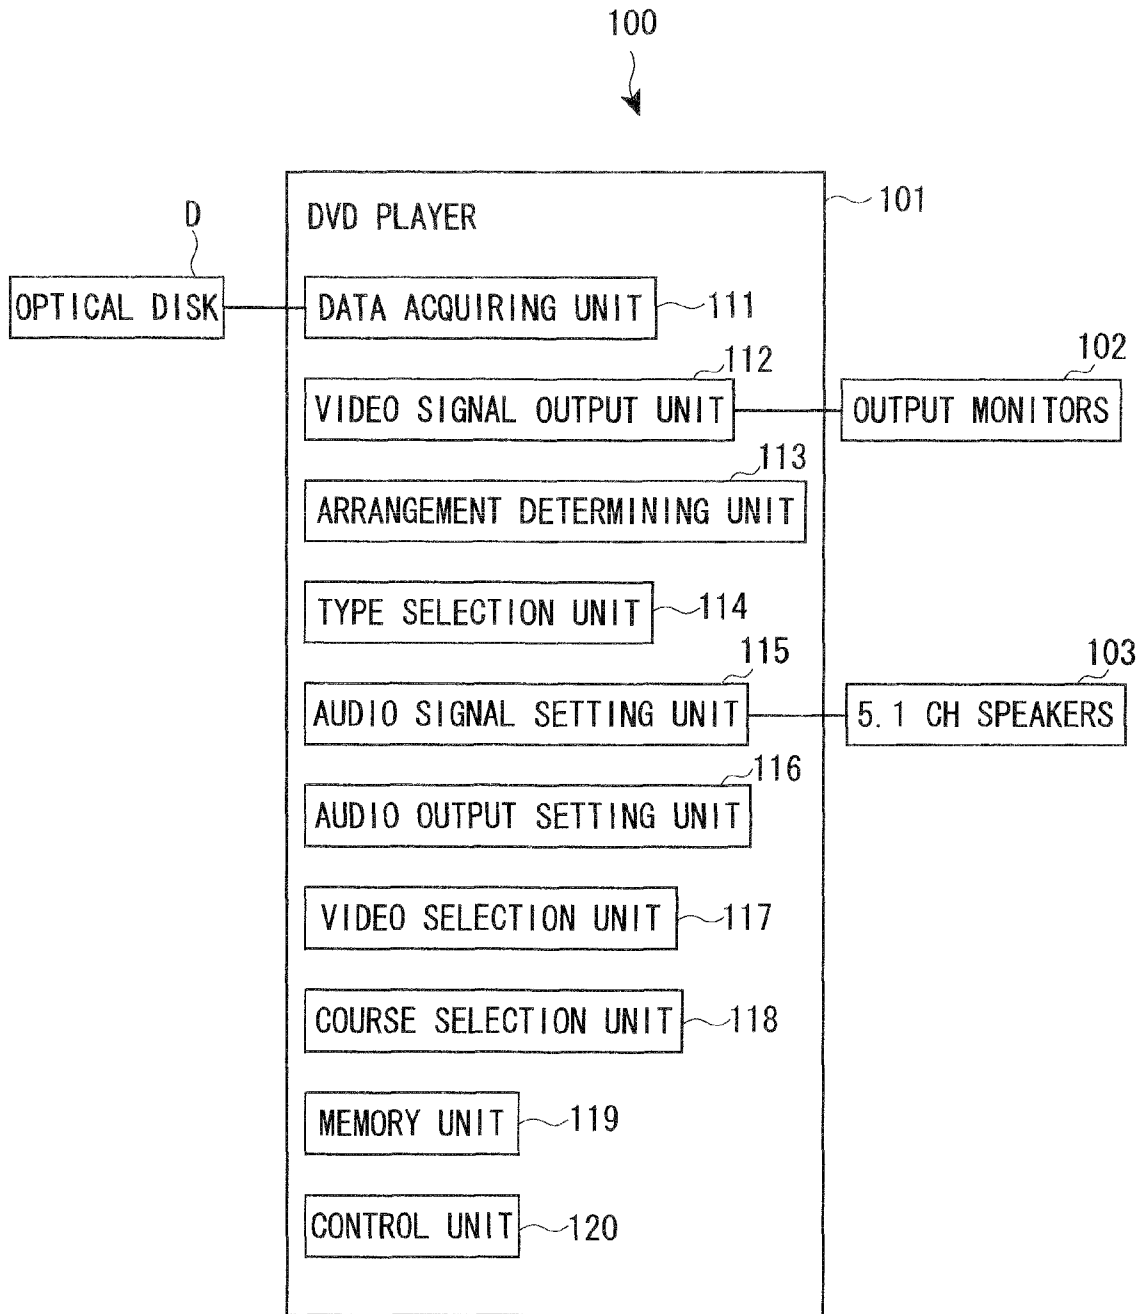 100
DVD PLAYER
101
D
OPTICAL DISK
DATA ACQUIRING UNIT
111
112
VIDEO SIGNAL OUTPUT UNIT
102
OUTPUT MONITORS
113
ARRANGEMENT DETERMINING UNIT
TYPE SELECTION UNIT
114
115
AUDIO SIGNAL SETTING UNIT
103
5.1 CH SPEAKERS
116
AUDIO OUTPUT SETTING UNIT
VIDEO SELECTION UNIT
117
COURSE SELECTION UNIT
118
MEMORY UNIT
119
CONTROL UNIT
120